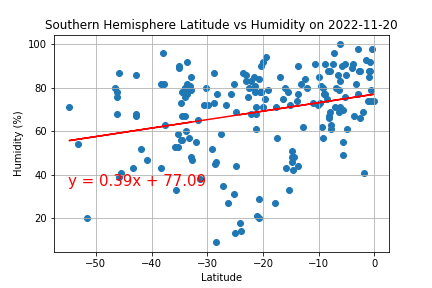 Southern Hemisphere Latitude vs Humidity on 2022-11-20
100
80
60
40
20
Humidity (%)
y = 0.39x + 77.09
−50
−40
−30
−20
−10
0
Latitude